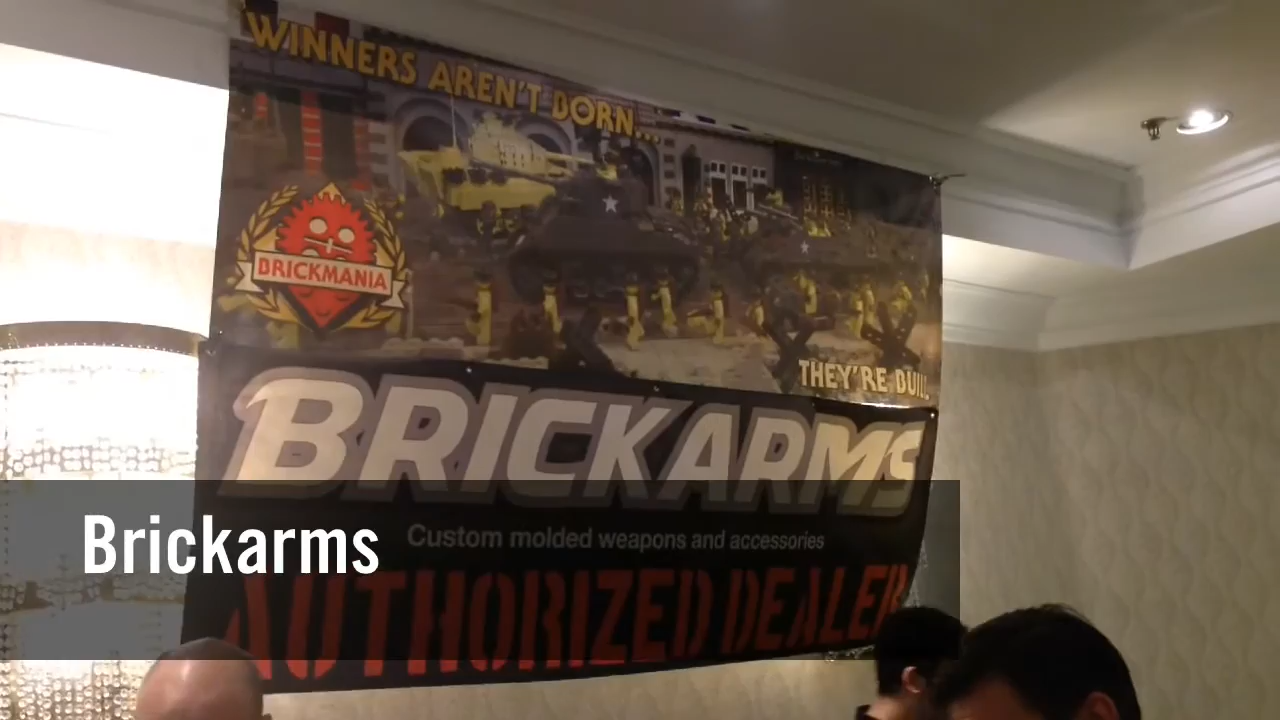 WINNERS AREN'T BORN...
BRICKMANIA
THEY'RE BUILT
BRICKARMS
Custom molded weapons and accessories
Brickarms
AUTHORIZED DEALER